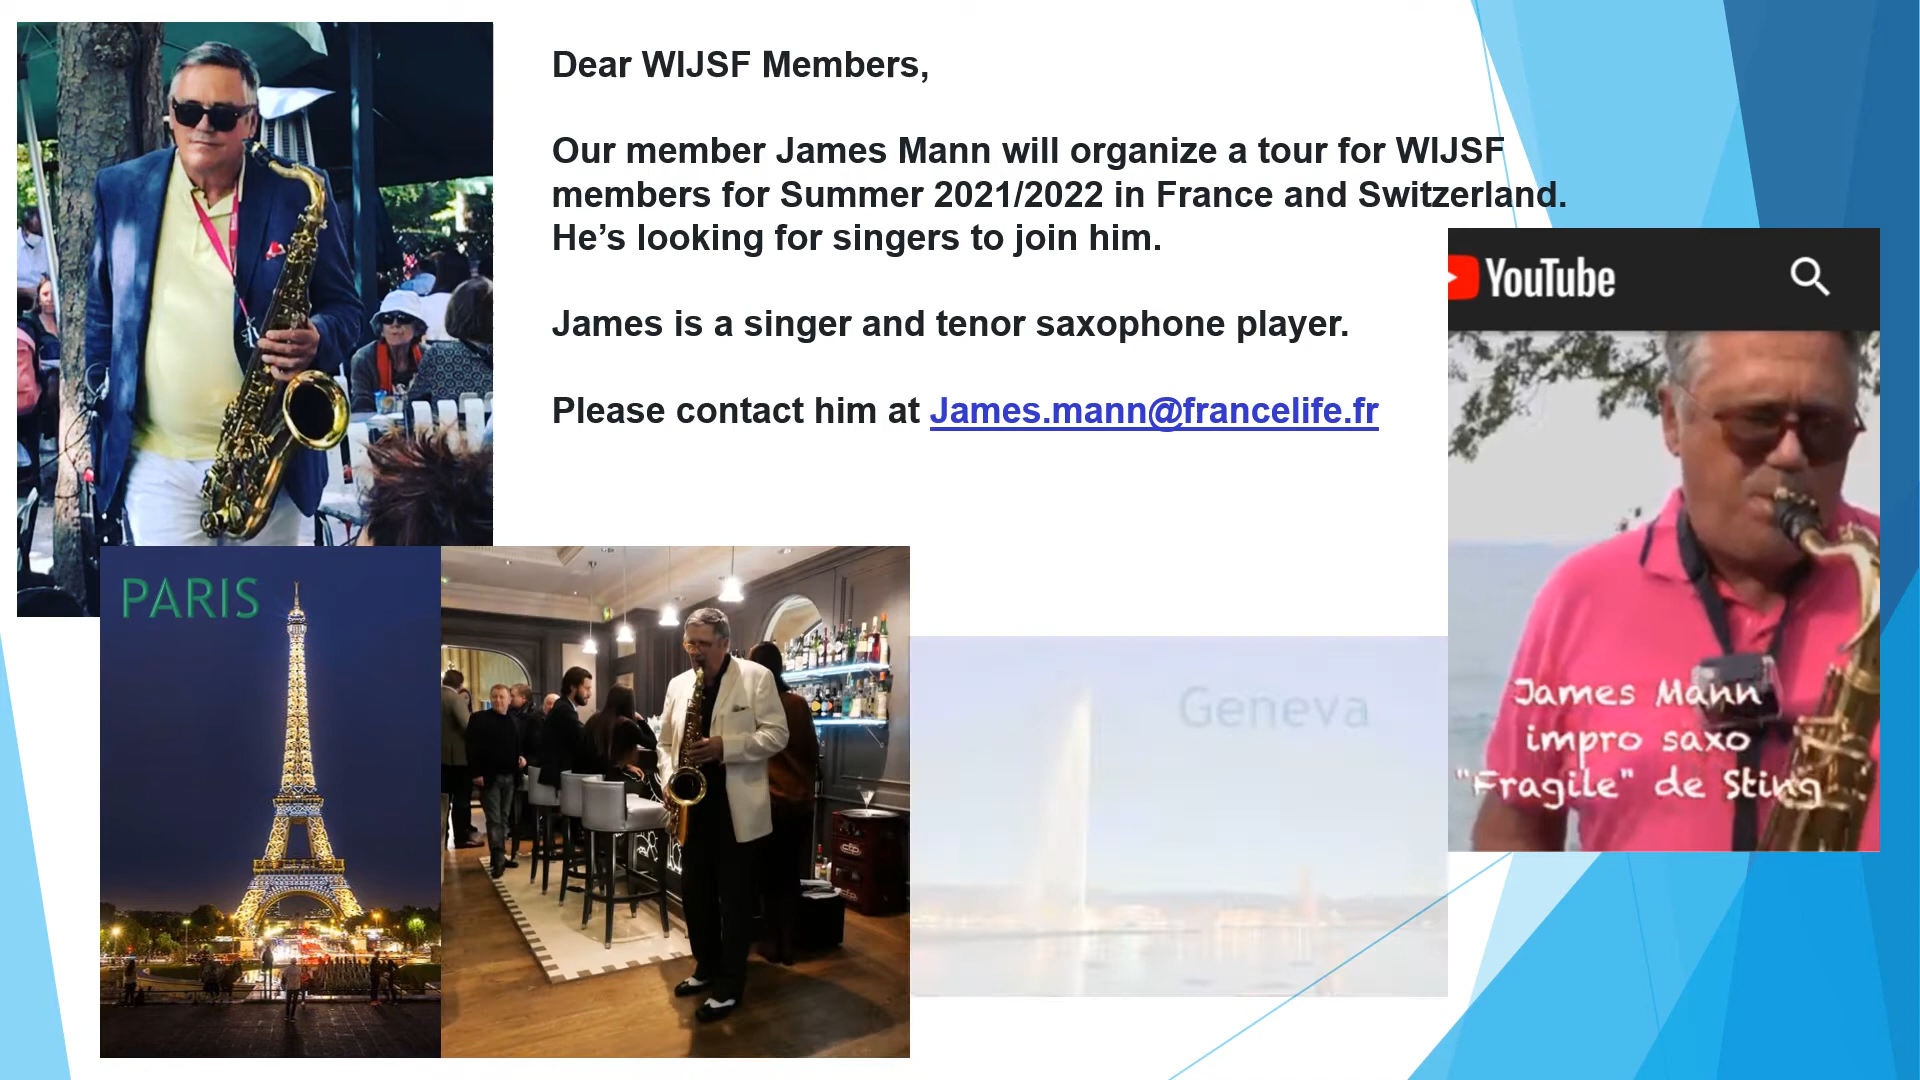 Dear WIJSF Members,
Our member James Mann will organize a tour for WIJSF
members for Summer 2021/2022 in France and Switzerland.
He’s looking for singers to join him.
James is a singer and tenor saxophone player.
Please contact him at James.mann@francelife.fr
YouTube
James Mann
impro saxo
"Fragile" de Sting
PARIS
Geneva